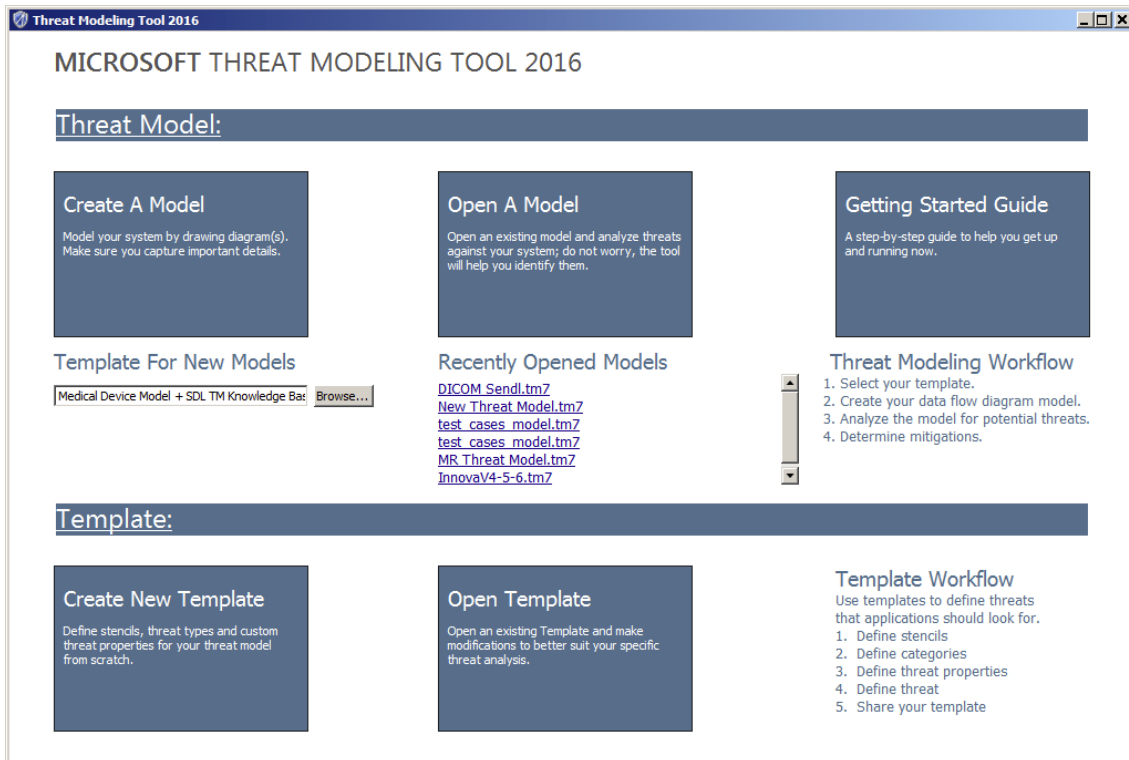 Threat Modeling Tool 2016
MICROSOFT THREAT MODELING TOOL 2016
Threat Model:
Create A Model
Model your system by drawing diagram(s).
Make sure you capture important details.
Open A Model
Open an existing model and analyze threats
against your system; do not worry, the tool
will help you identify them.
Getting Started Guide
A step-by-step guide to help you get up
and running now.
Template For New Models
Medical Device Model + SDL TM Knowledge Bas
Browse...
Recently Opened Models
DICOM Sendl.tm7
New Threat Model.tm7
test_cases_model.tm7
test_cases_model.tm7
MR Threat Model.tm7
InnovaV4-5-6.tm7
Threat Modeling Workflow
1. Select your template.
2. Create your data flow diagram model.
3. Analyze the model for potential threats.
4. Determine mitigations.
Template:
Create New Template
Define stencils, threat types and custom
threat properties for your threat model
from scratch.
Open Template
Open an existing Template and make
modifications to better suit your specific
threat analysis.
Template Workflow
Use templates to define threats
that applications should look for.
1. Define stencils
2. Define categories
3. Define threat properties
4. Define threat
5. Share your template